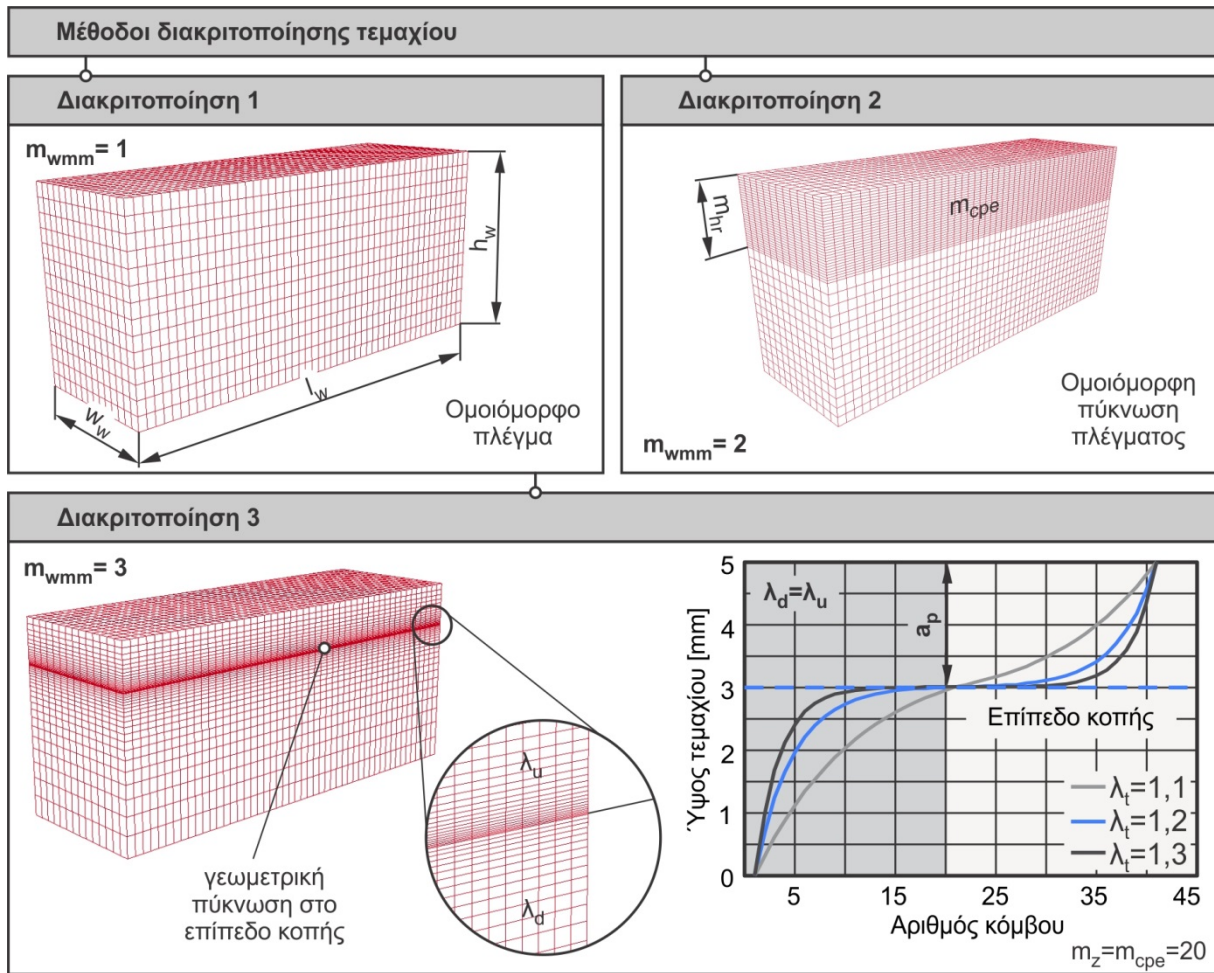 Μέθοδοι διακριτοποίησης τεμαχίου
Διακριτοποίηση 1
m_wmm = 1
h_w
l_w
w_w
Ομοιόμορφο
πλέγμα
Διακριτοποίηση 2
m_hr
m_cpe
Ομοιόμορφη
πύκνωση
πλέγματος
m_wmm = 2
Διακριτοποίηση 3
m_wmm = 3
γεωμετρική
πύκνωση στο
επίπεδο κοπής
λ_u
λ_d
Ύψος τεμαχίου [mm]
5
4
3
2
1
0
λ_d=λ_u
a_p
Επίπεδο κοπής
λ_t=1,1
λ_t=1,2
λ_t=1,3
5 15 25 35 45
Αριθμός κόμβου
m_z=m_cpe=20